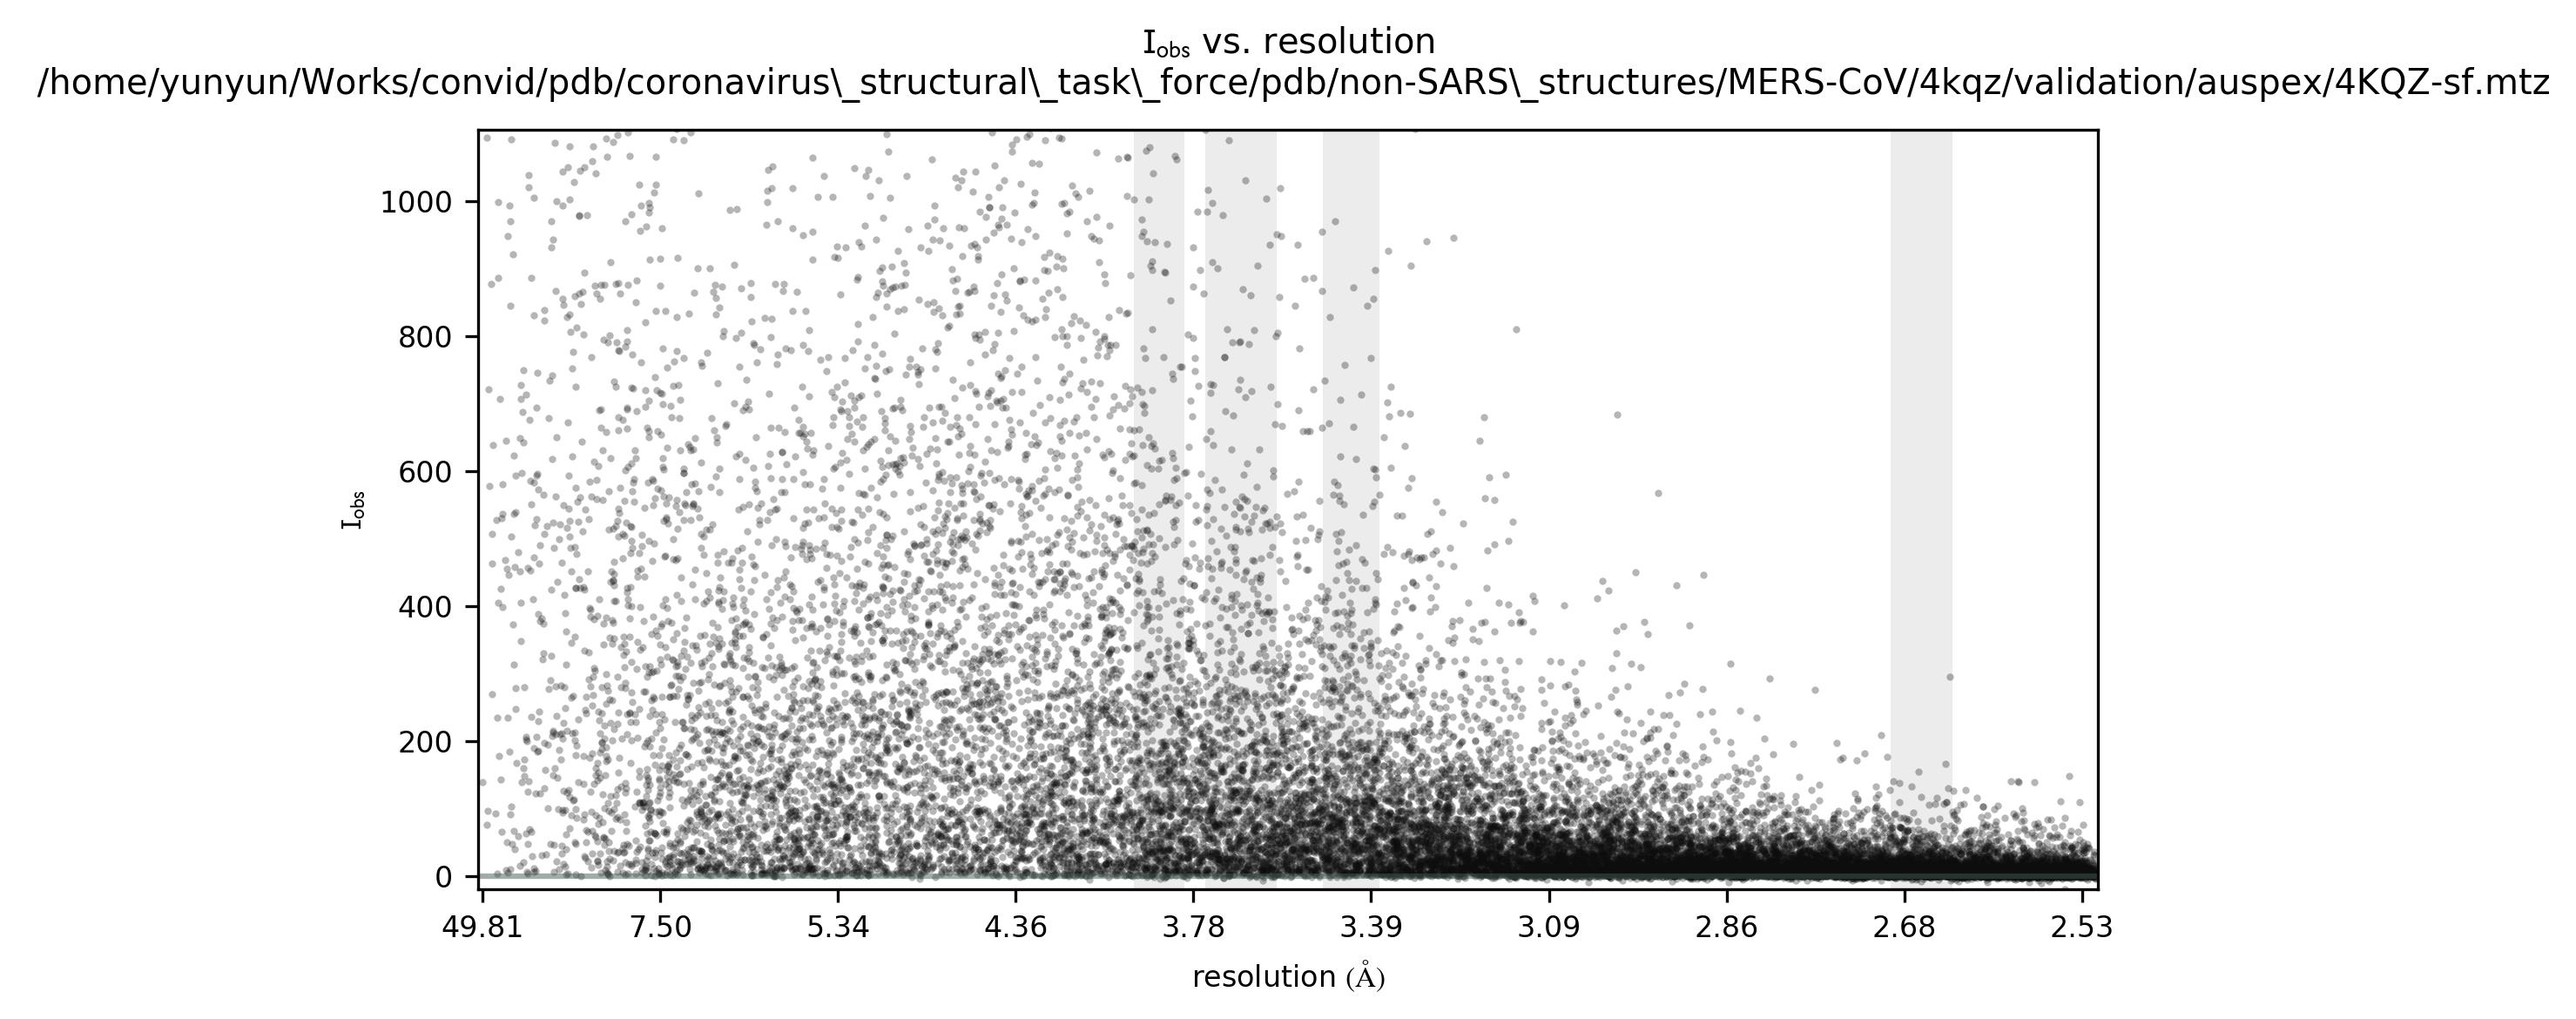 I_obs vs. resolution
/home/yunyun/Works/convid/pdb/coronavirus\_structural\_task\_force/pdb/non-SARS\_structures/MERS-CoV/4kqz/validation/auspex/4KQZ-sf.mtz
1000
800
600
400
200
0
I_obs
49.81 7.50 5.34 4.36 3.78 3.39 3.09 2.86 2.68 2.53
resolution (Å)